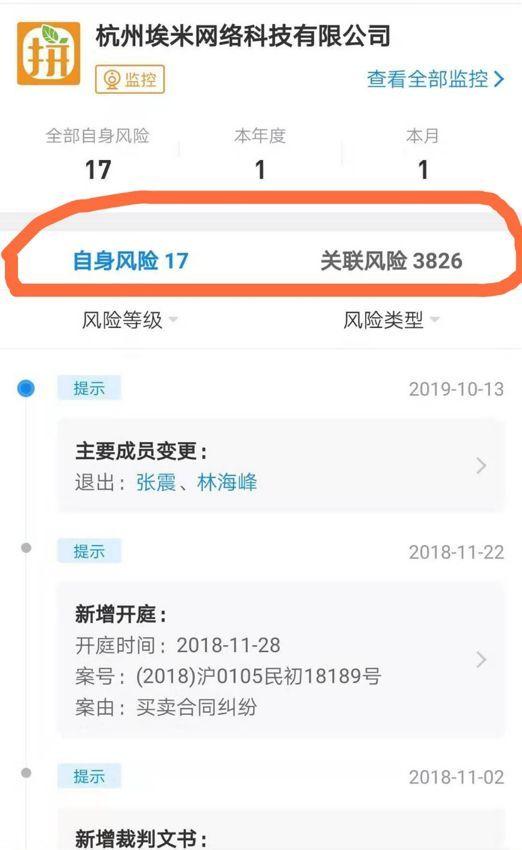 拼
杭州埃米网络科技有限公司
监控
查看全部监控
全部自身风险
本年度
本月
17
1
1
自身风险 17
关联风险 3826
风险等级
风险类型
提示
2019-10-13
主要成员变更:
退出: 张震、林海峰
提示
2018-11-22
新增开庭:
开庭时间: 2018-11-28
案号: (2018)沪0105民初18189号
案由: 买卖合同纠纷
提示
2018-11-02
新增裁判文书: